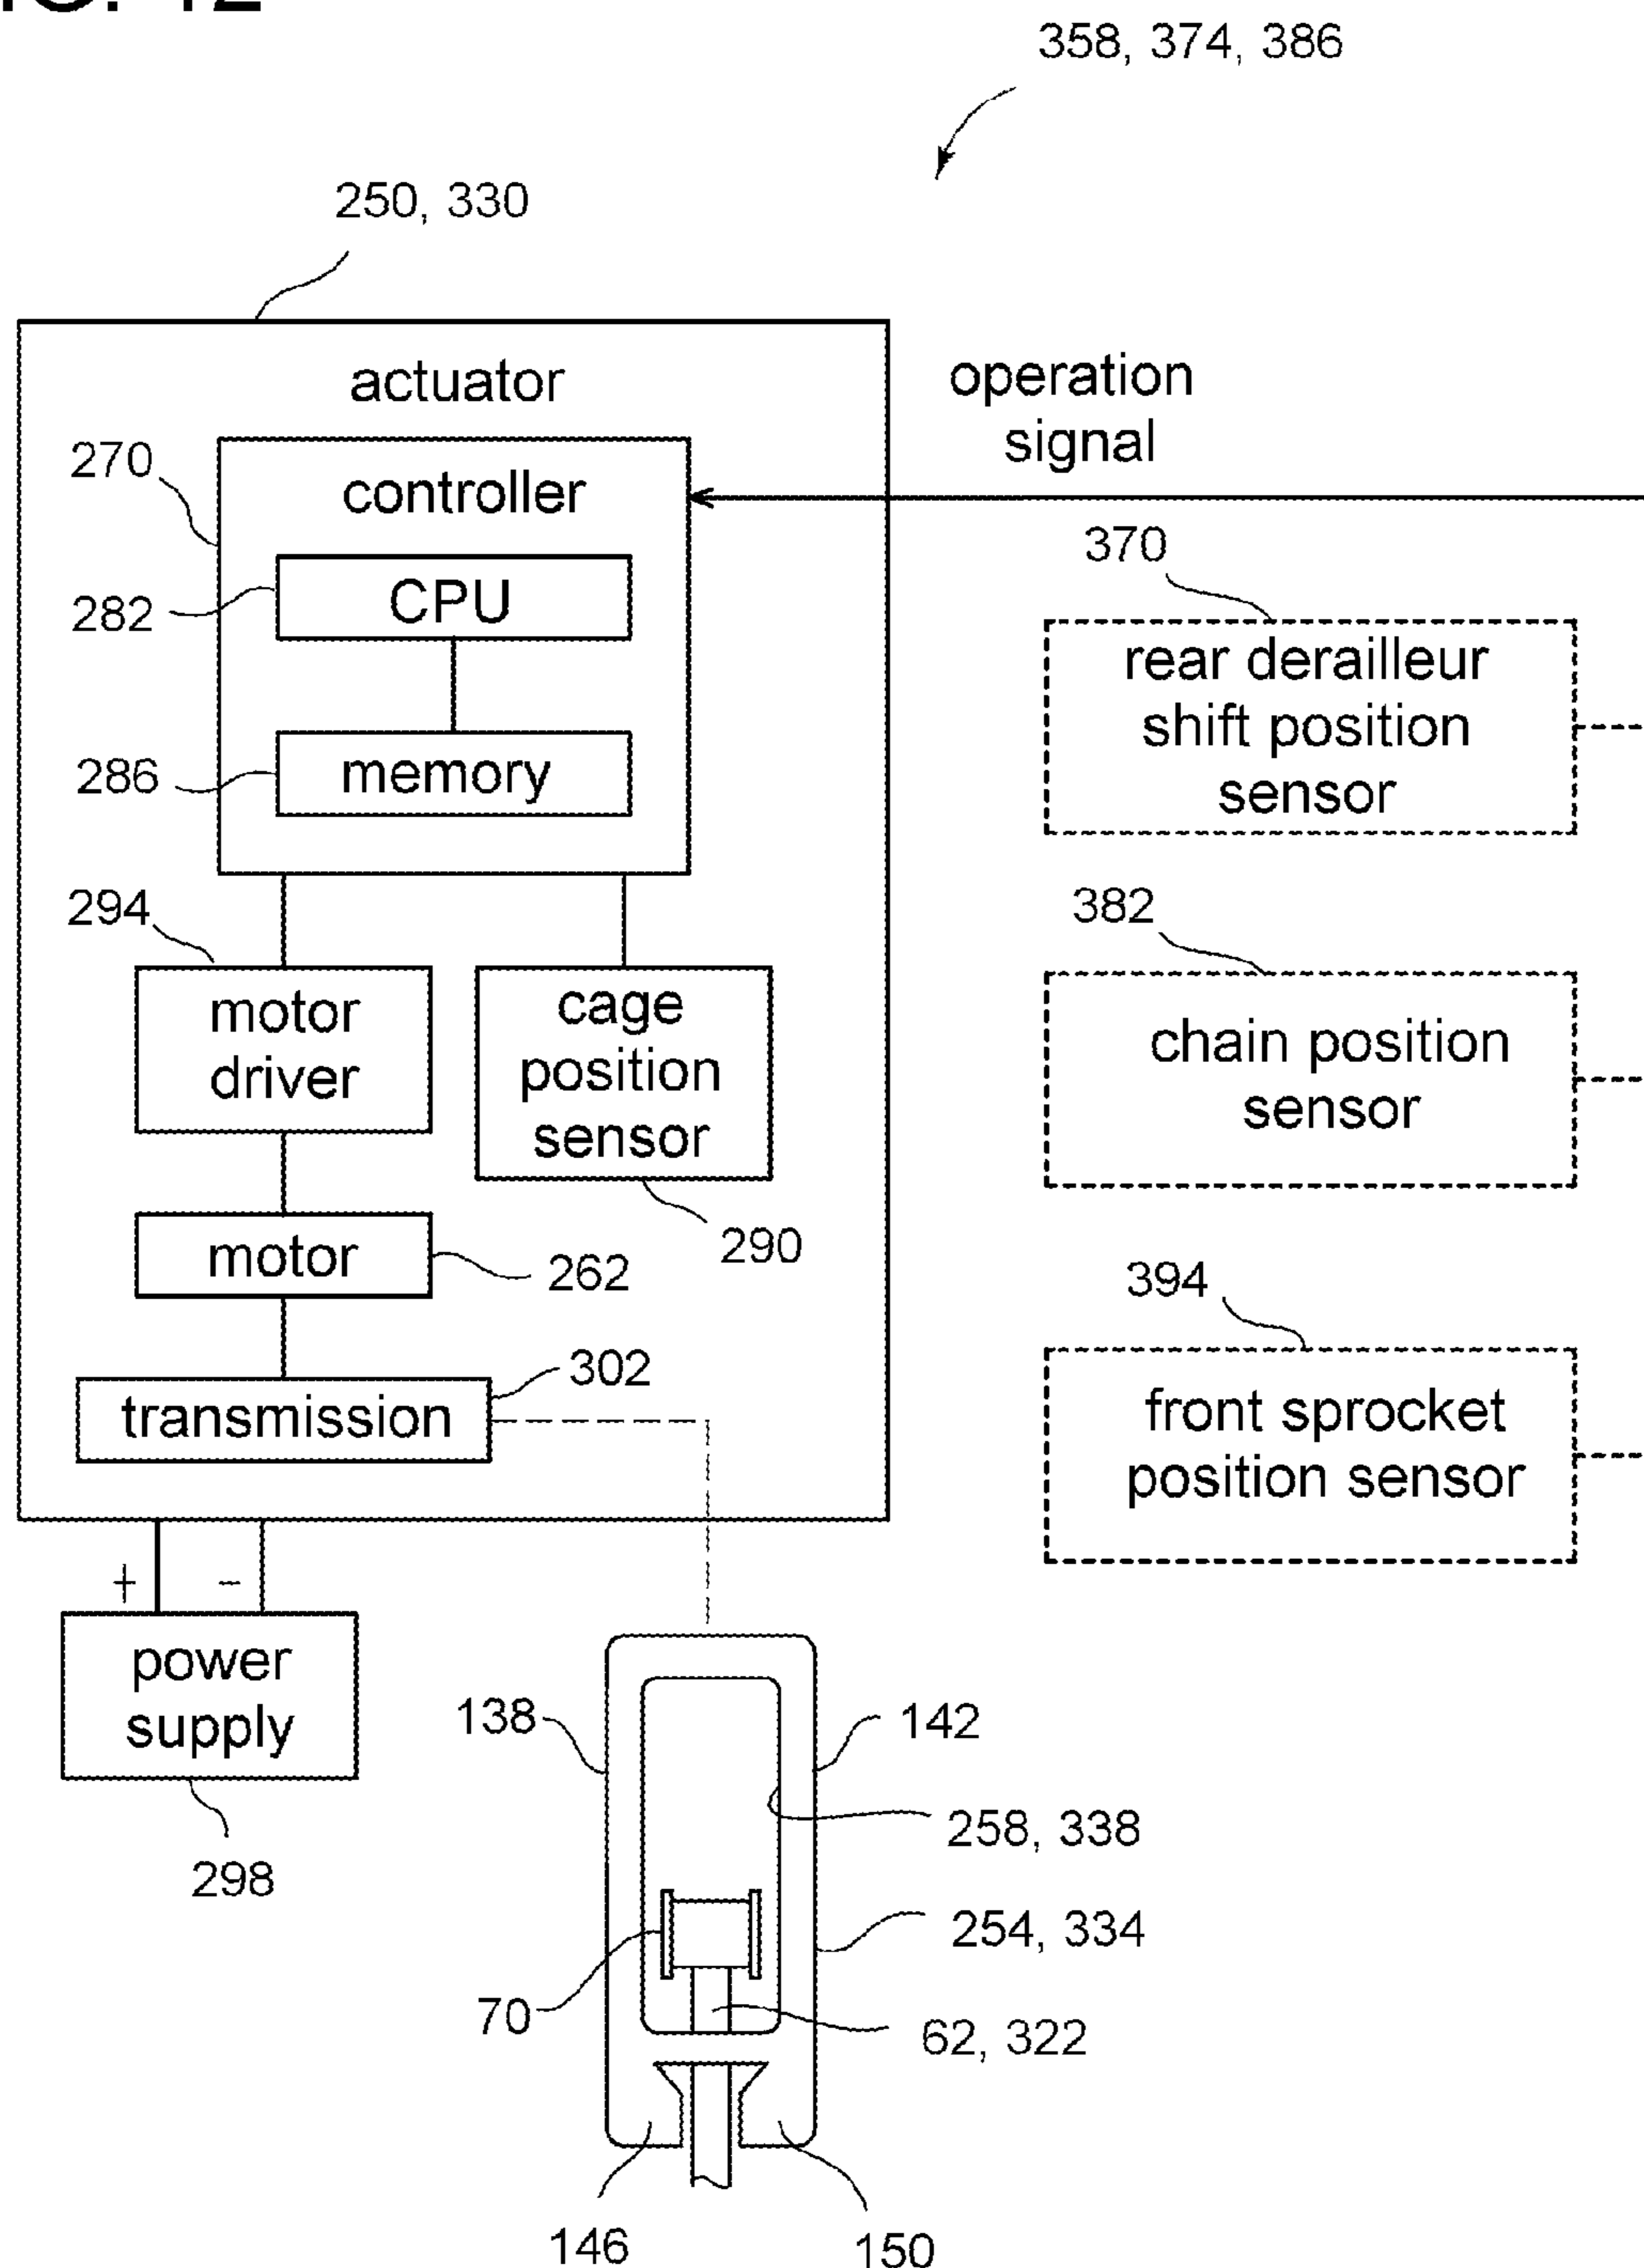 358, 374, 386
250, 330
actuator
operation
signal
270
controller
370
282
CPU
rear derailleur
shift position
sensor
286
memory
294
382
motor
driver
cage
position
sensor
chain position
sensor
290
motor
262
394
302
transmission
front sprocket
position sensor
+
-
power
supply
138
142
258, 338
298
254, 334
70
62, 322
146
150